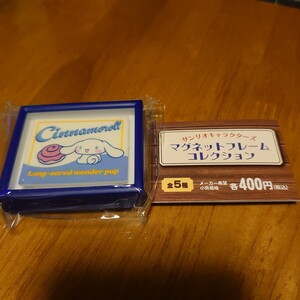 Cinnamoroll
Long-eared wonder pup
サンリオキャラクターズ
マグネットフレーム
コレクション
全5種
メーカー希望
小売価格
各400円(税込)